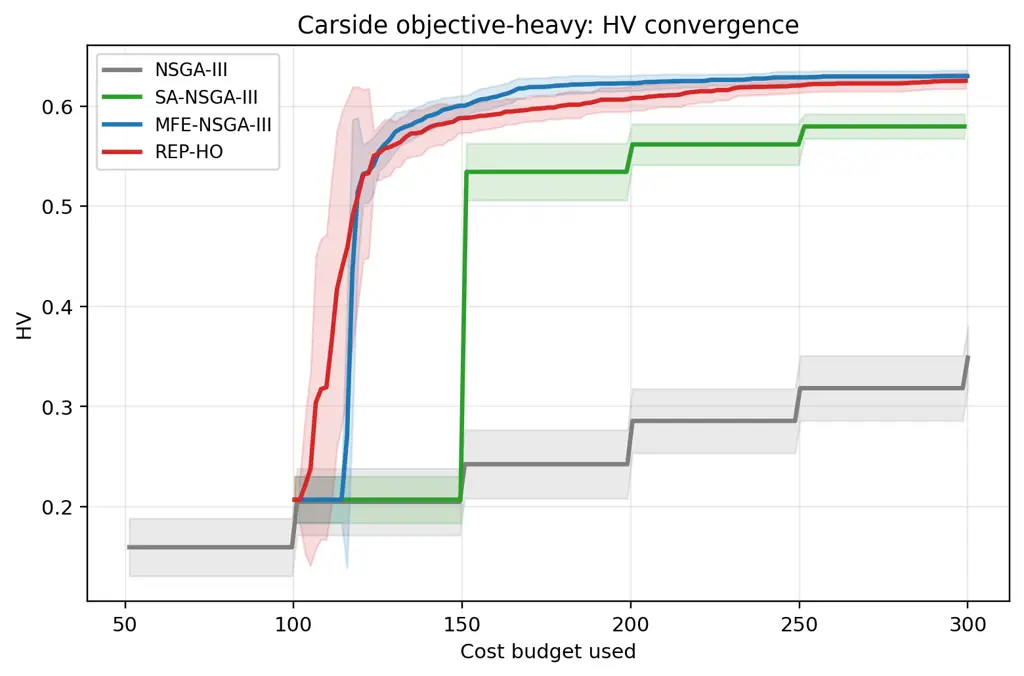 Carside objective-heavy: HV convergence
NSGA-III
SA-NSGA-III
MFE-NSGA-III
REP-HO
HV
0.6
0.5
0.4
0.3
0.2
50 100 150 200 250 300
Cost budget used